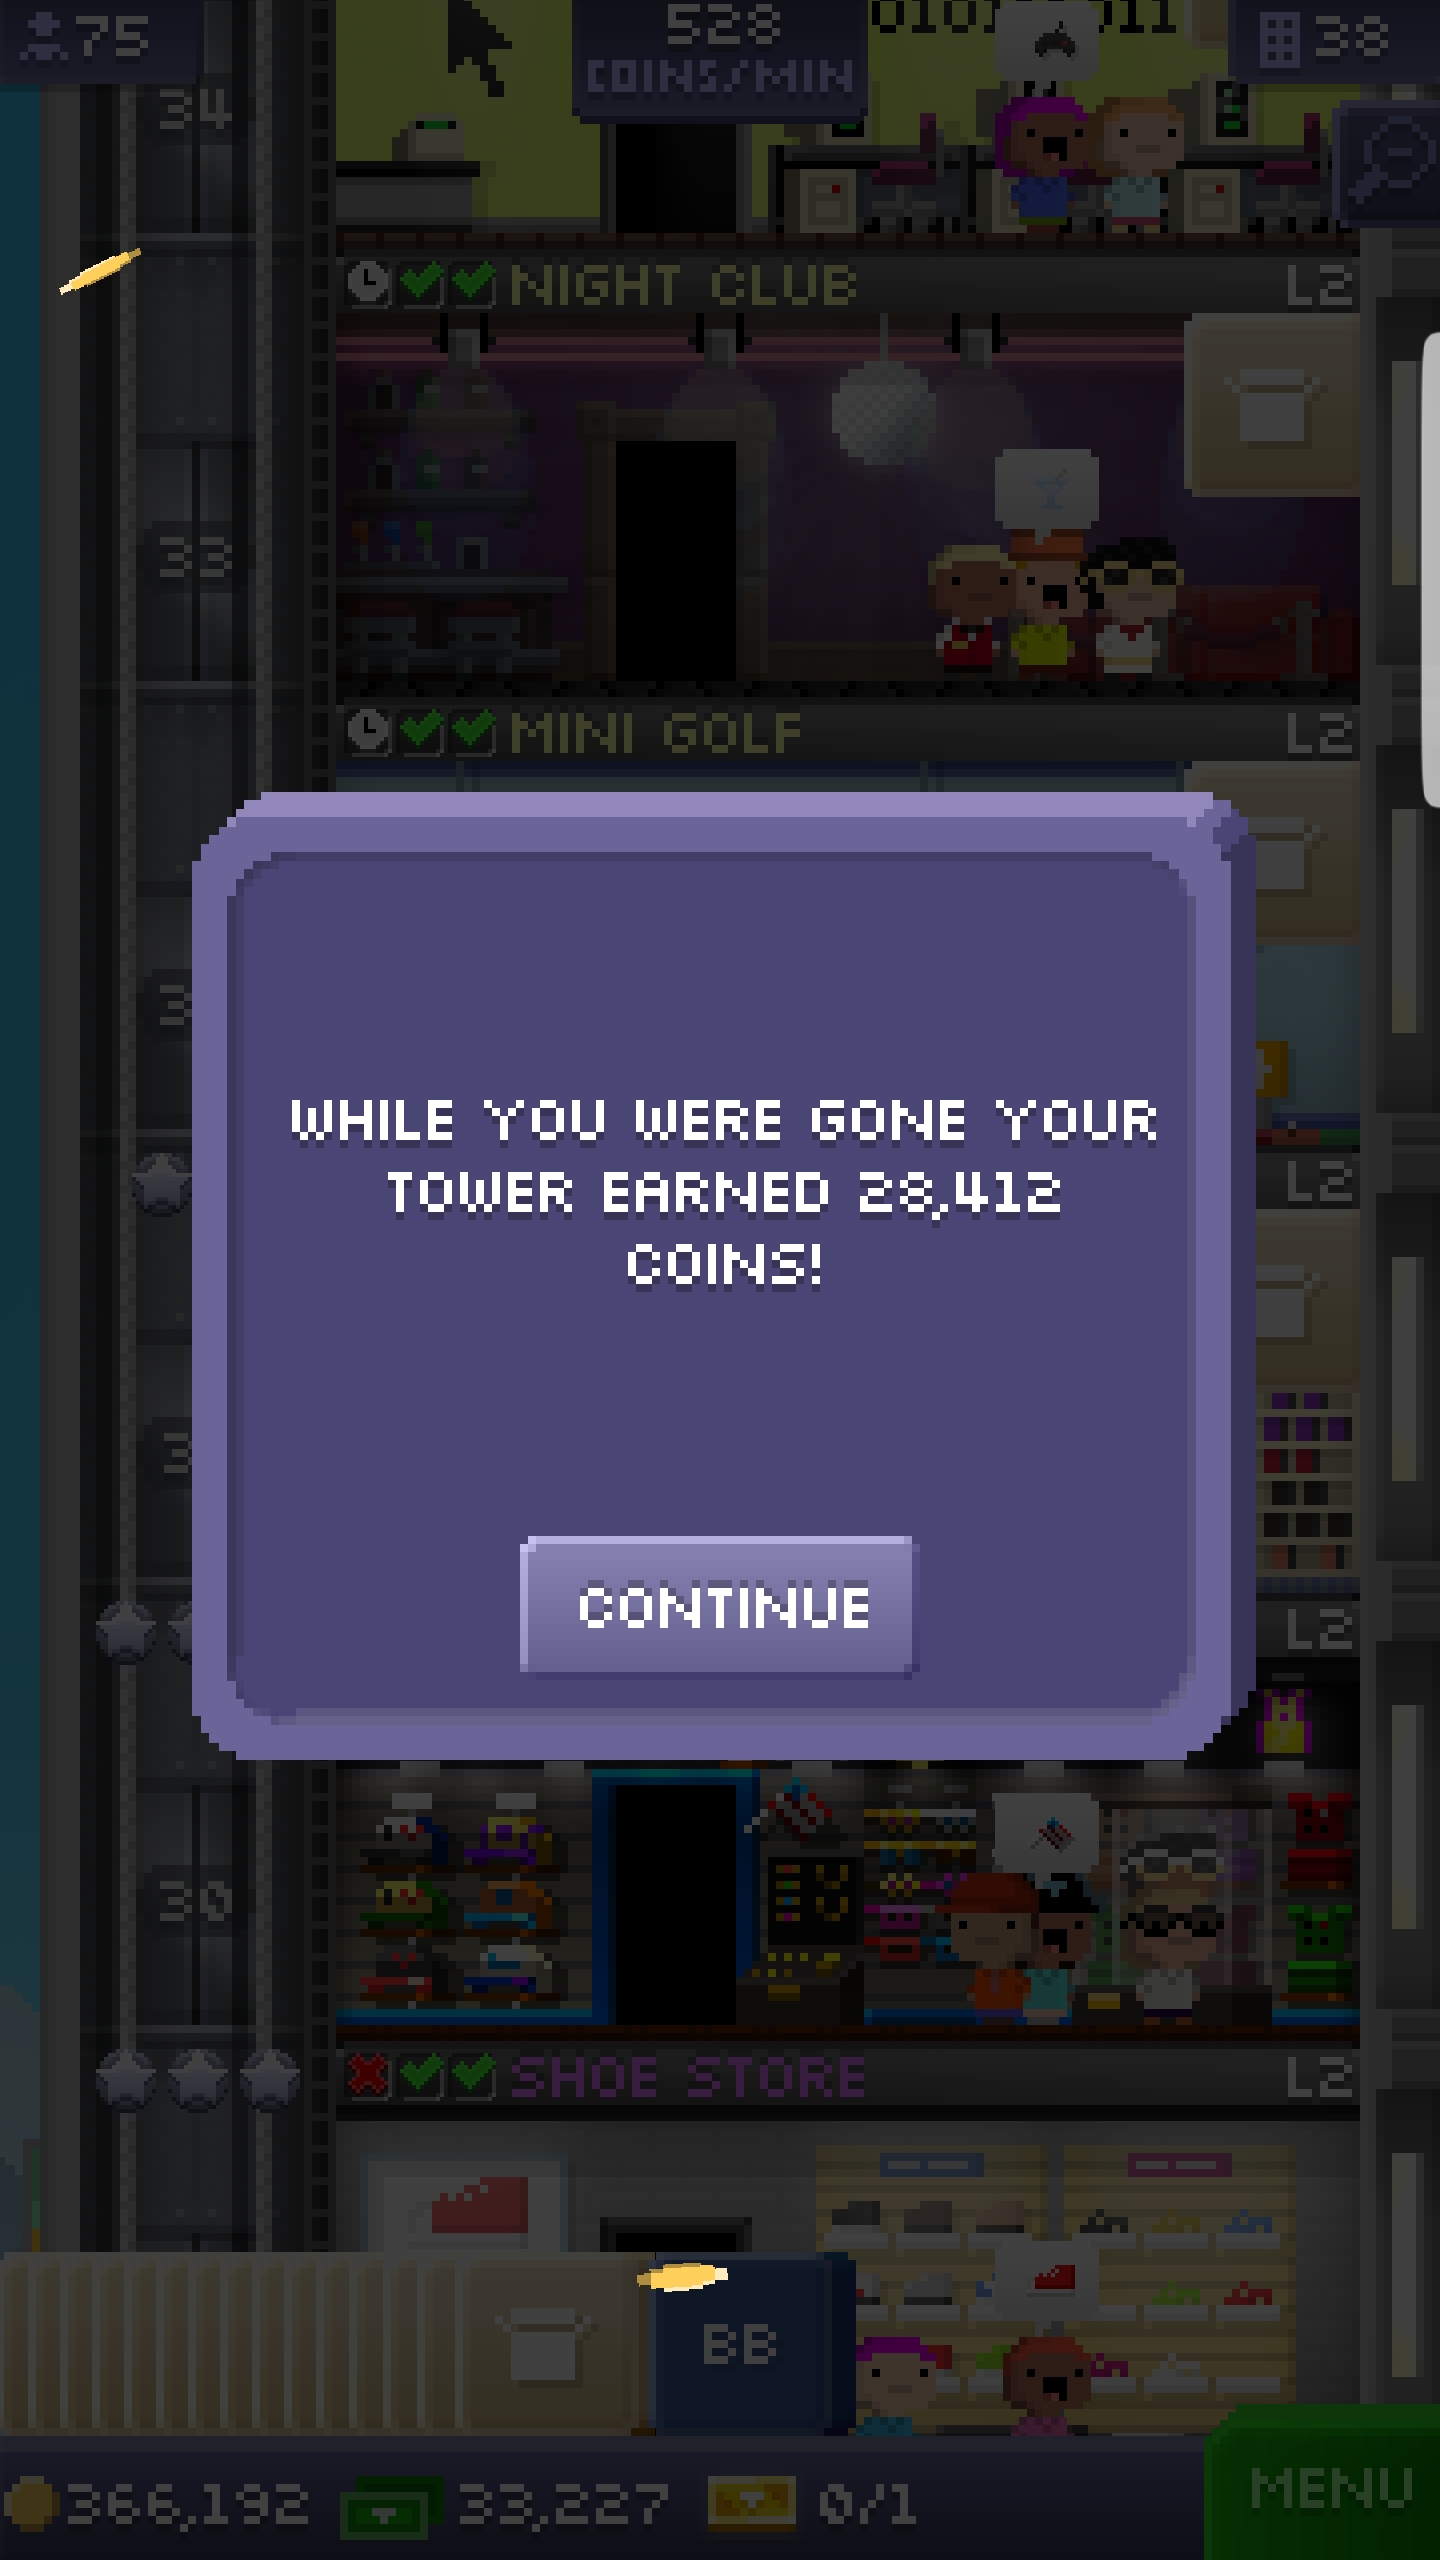 75
528
COINS/MIN
38
34
NIGHT CLUB
L2
33
MINI GOLF
L2
WHILE YOU WERE GONE YOUR
TOWER EARNED 28,412
COINS!
L2
L2
CONTINUE
30
SHOE STORE
L2
BB
366,192
33,227
0/1
MENU